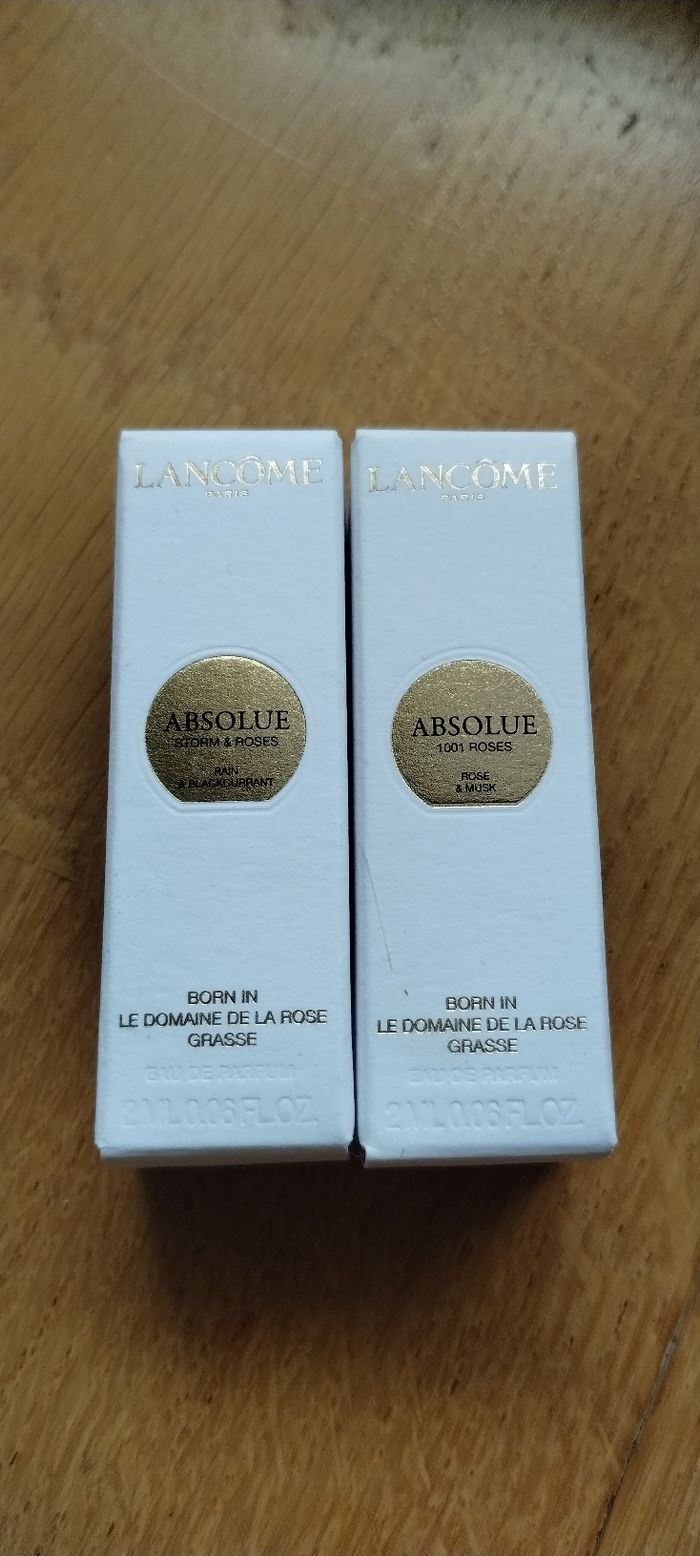 LANCÔME
PARIS
ABSOLUE
STORM & ROSES
RAIN
& BLACKCURRANT
BORN IN
LE DOMAINE DE LA ROSE
GRASSE
EAU DE PARFUM
2 ML 0.06 FL.OZ.
LANCÔME
PARIS
ABSOLUE
1001 ROSES
ROSE
& MUSK
BORN IN
LE DOMAINE DE LA ROSE
GRASSE
EAU DE PARFUM
2 ML 0.06 FL.OZ.